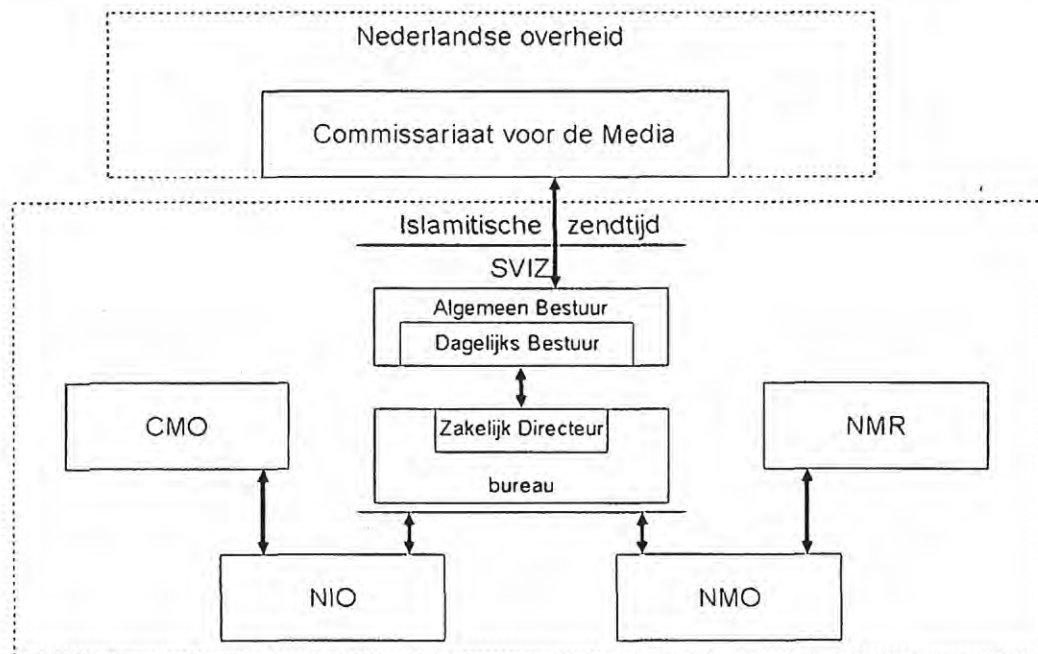 Nederlandse overheid
Commissariaat voor de Media
Islamitische zendtijd
SVIZ
Algemeen Bestuur
Dagelijks Bestuur
CMO
Zakelijk Directeur
NMR
bureau
NIO
NMO